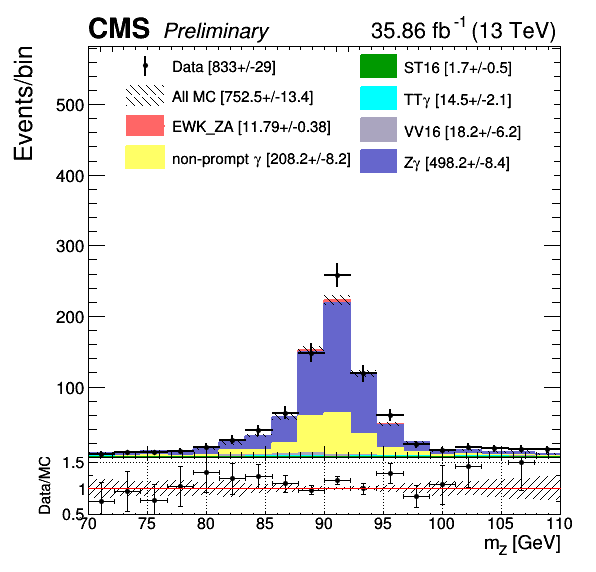 CMS Preliminary 35.86 fb⁻¹ (13 TeV)
Events/bin
Data [833+/-29]
All MC [752.5+/-13.4]
EWK_ZA [11.79+/-0.38]
non-prompt γ [208.2+/-8.2]
ST16 [1.7+/-0.5]
TTγ [14.5+/-2.1]
VV16 [18.2+/-6.2]
Zγ [498.2+/-8.4]
500
400
300
200
100
Data/MC
1.5
1
0.5
70 75 80 85 90 95 100 105 110
m_Z [GeV]